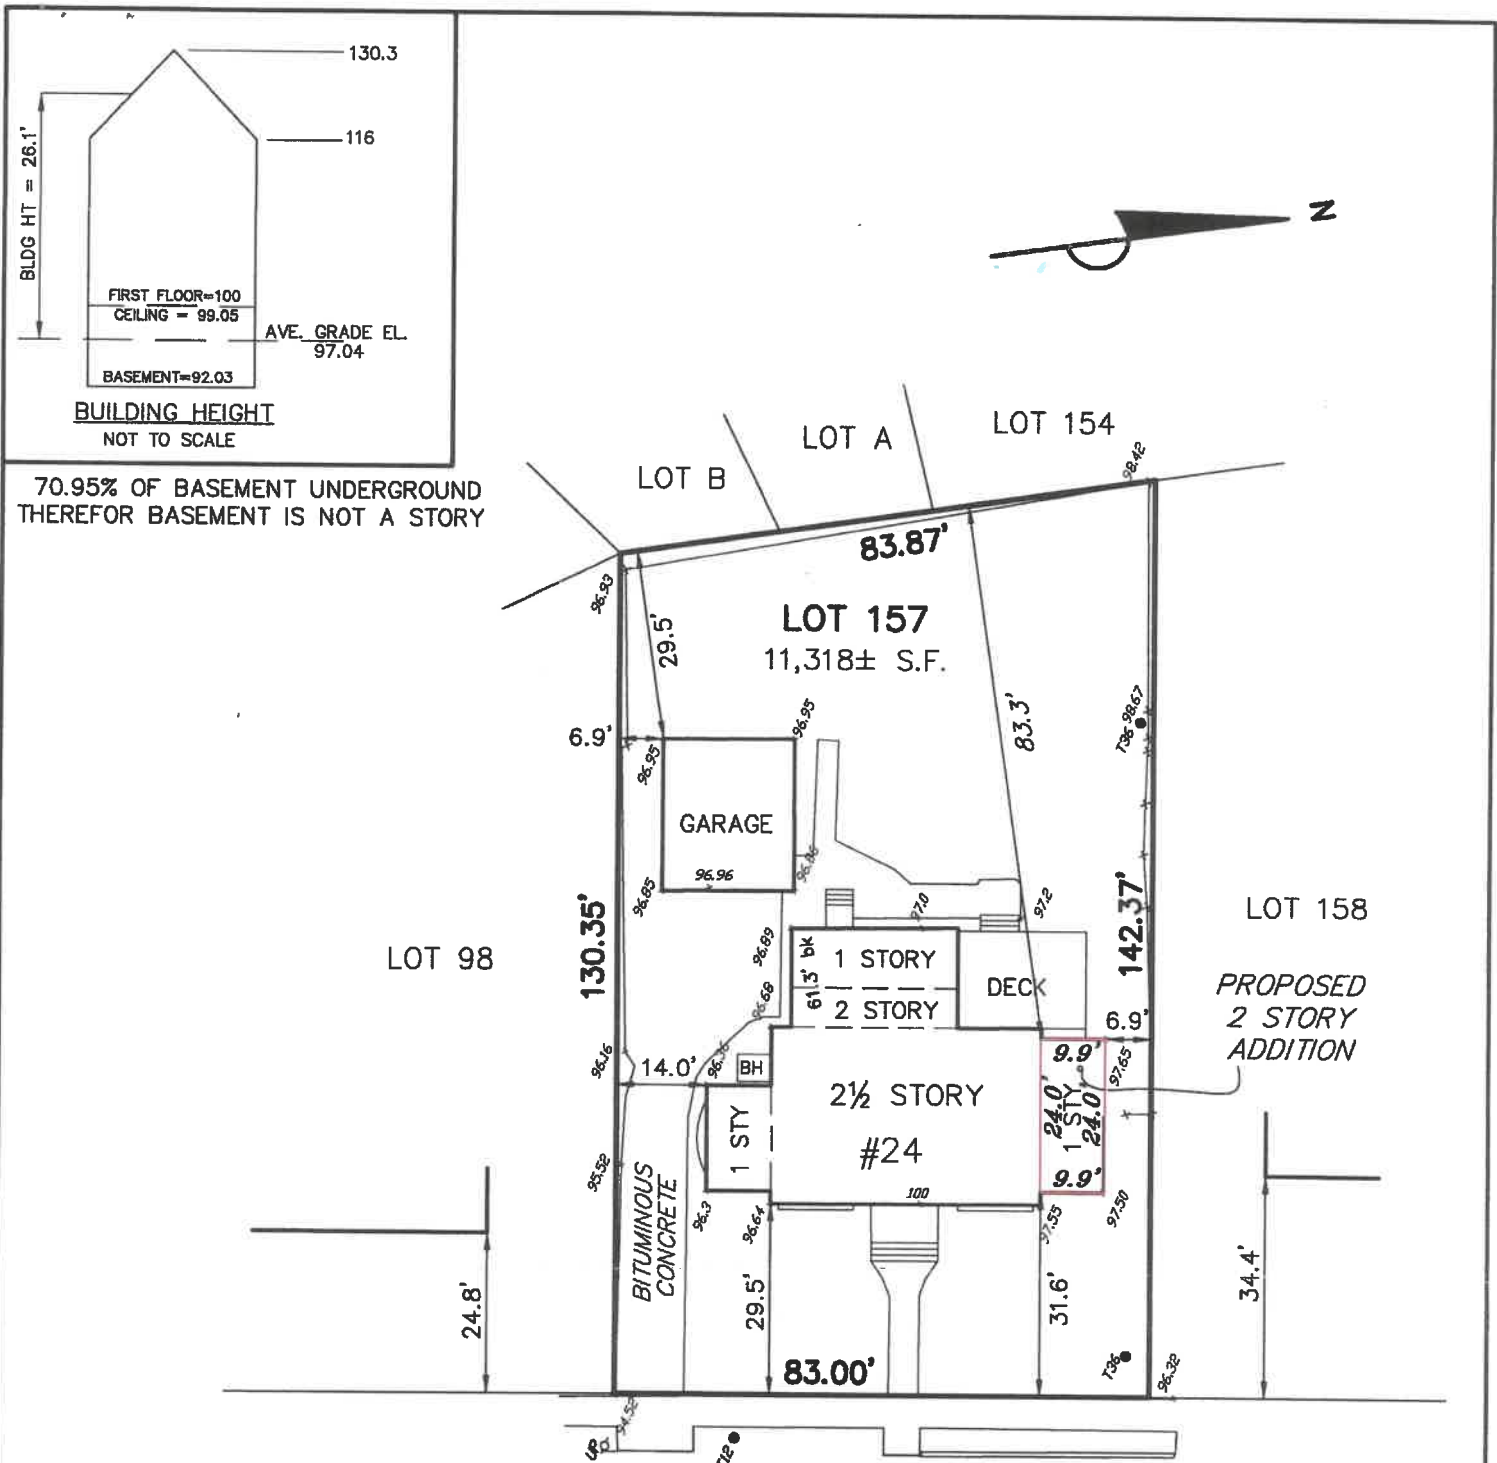 130.3
116
BLDG HT = 26.1'
FIRST FLOOR=100
CEILING = 99.05
AVE. GRADE EL.
97.04
BASEMENT=92.03
BUILDING HEIGHT
NOT TO SCALE
70.95% OF BASEMENT UNDERGROUND
THEREFOR BASEMENT IS NOT A STORY
N
LOT B
LOT A
LOT 154
98.42
83.87'
96.93
29.5'
LOT 157
11,318± S.F.
83.3'
6.9'
96.95
96.95
T36
98.67
GARAGE
96.96
96.96
96.85
130.35'
142.37'
LOT 98
LOT 158
97.0
97.2
96.89
96.68
61.3' bk
1 STORY
2 STORY
DECK
PROPOSED
2 STORY
ADDITION
6.9'
9.9'
97.65
96.16
14.0'
96.36
BH
2½ STORY
#24
24.0'
1 STY
24.0'
9.9'
1 STY
95.52
BITUMINOUS
CONCRETE
96.3
96.64
100
97.55
97.50
24.8'
29.5'
31.6'
34.4'
83.00'
T36
96.32
94.52
UP
T12